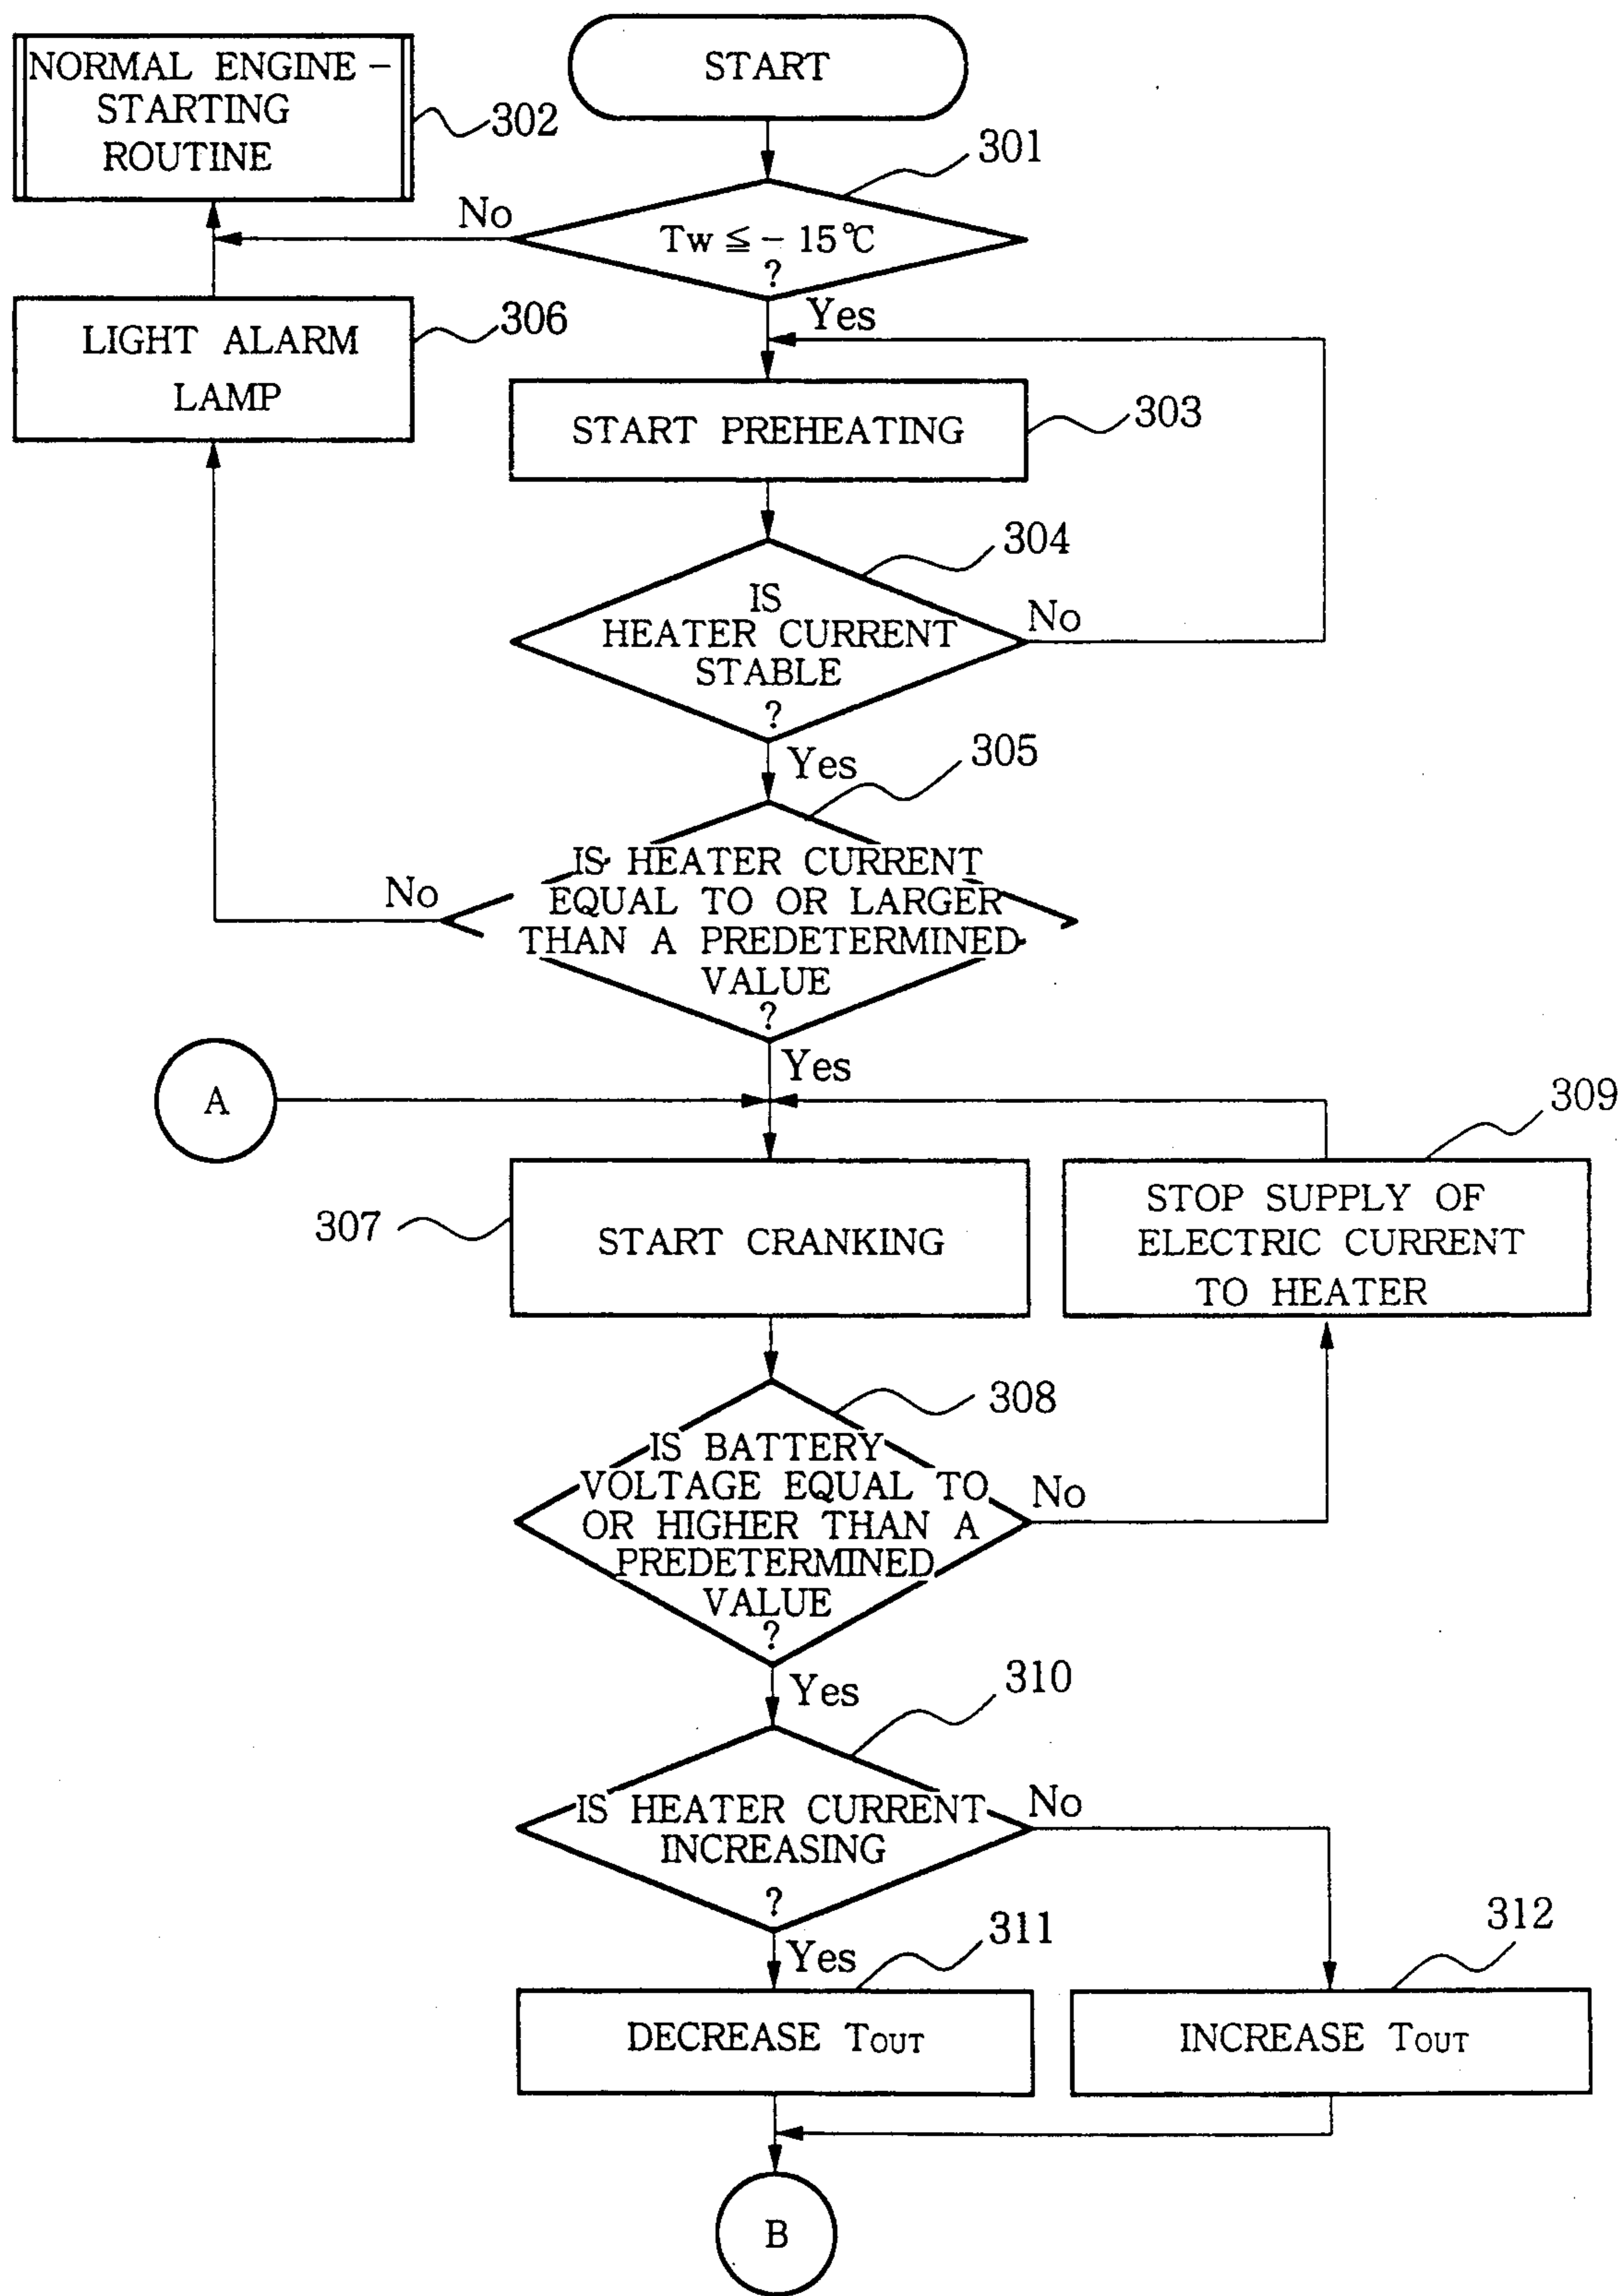 START
NORMAL ENGINE-
STARTING
ROUTINE
302
301
No
Tw ≦ - 15℃
?
Yes
LIGHT ALARM
LAMP
306
START PREHEATING
303
304
IS
HEATER CURRENT
STABLE
?
No
Yes
305
IS HEATER CURRENT
EQUAL TO OR LARGER
THAN A PREDETERMINED
VALUE
?
No
Yes
A
309
307
START CRANKING
STOP SUPPLY OF
ELECTRIC CURRENT
TO HEATER
308
IS BATTERY
VOLTAGE EQUAL TO
OR HIGHER THAN A
PREDETERMINED
VALUE
?
No
Yes
310
IS HEATER CURRENT
INCREASING
?
No
Yes
311
312
DECREASE TOUT
INCREASE TOUT
B